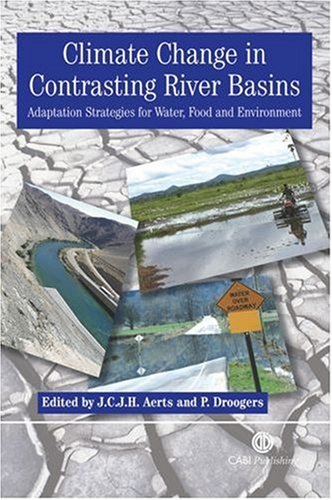 Climate Change in
Contrasting River Basins
Adaptation Strategies for Water, Food and Environment
WATER
OVER
ROADWAY
Edited by J.C.J.H. Aerts and P. Droogers
CABI Publishing